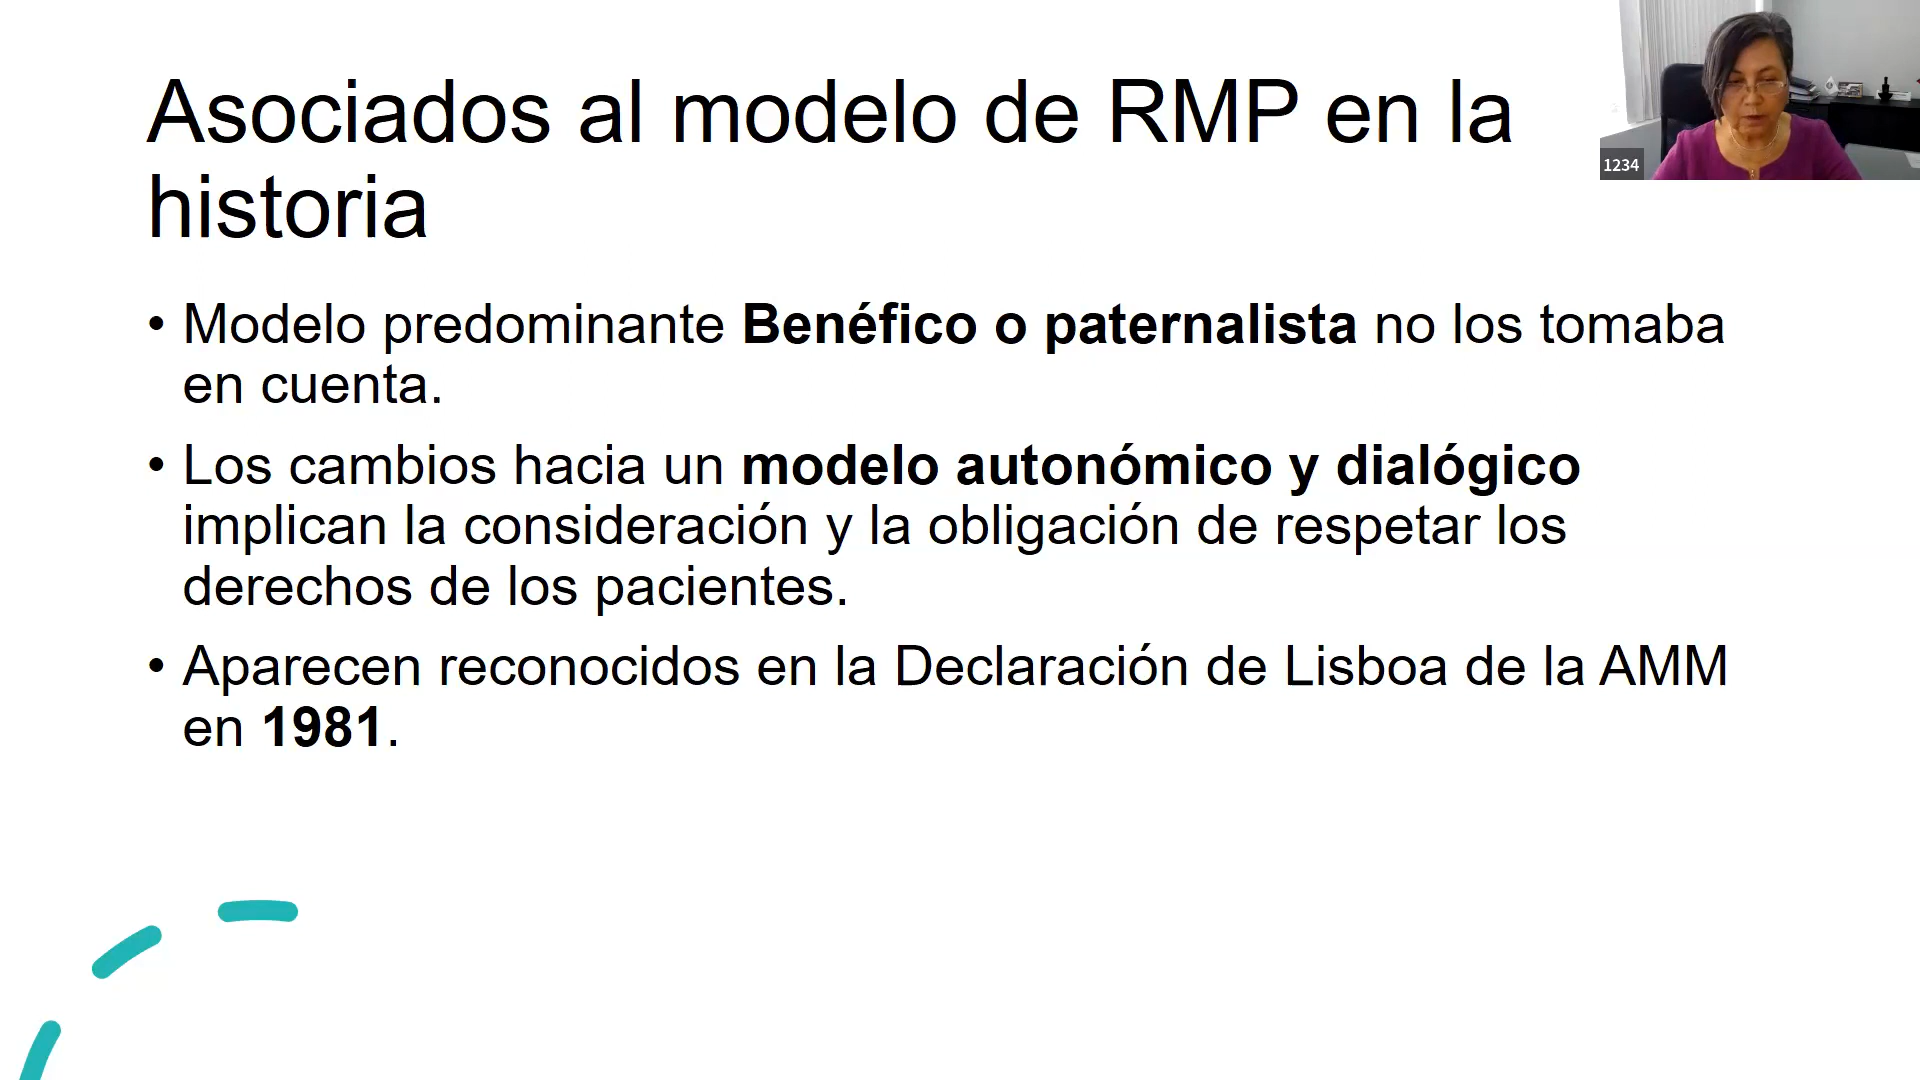 Asociados al modelo de RMP en la
historia
1234
• Modelo predominante Benéfico o paternalista no los tomaba
en cuenta.
• Los cambios hacia un modelo autonómico y dialógico
implican la consideración y la obligación de respetar los
derechos de los pacientes.
• Aparecen reconocidos en la Declaración de Lisboa de la AMM
en 1981.